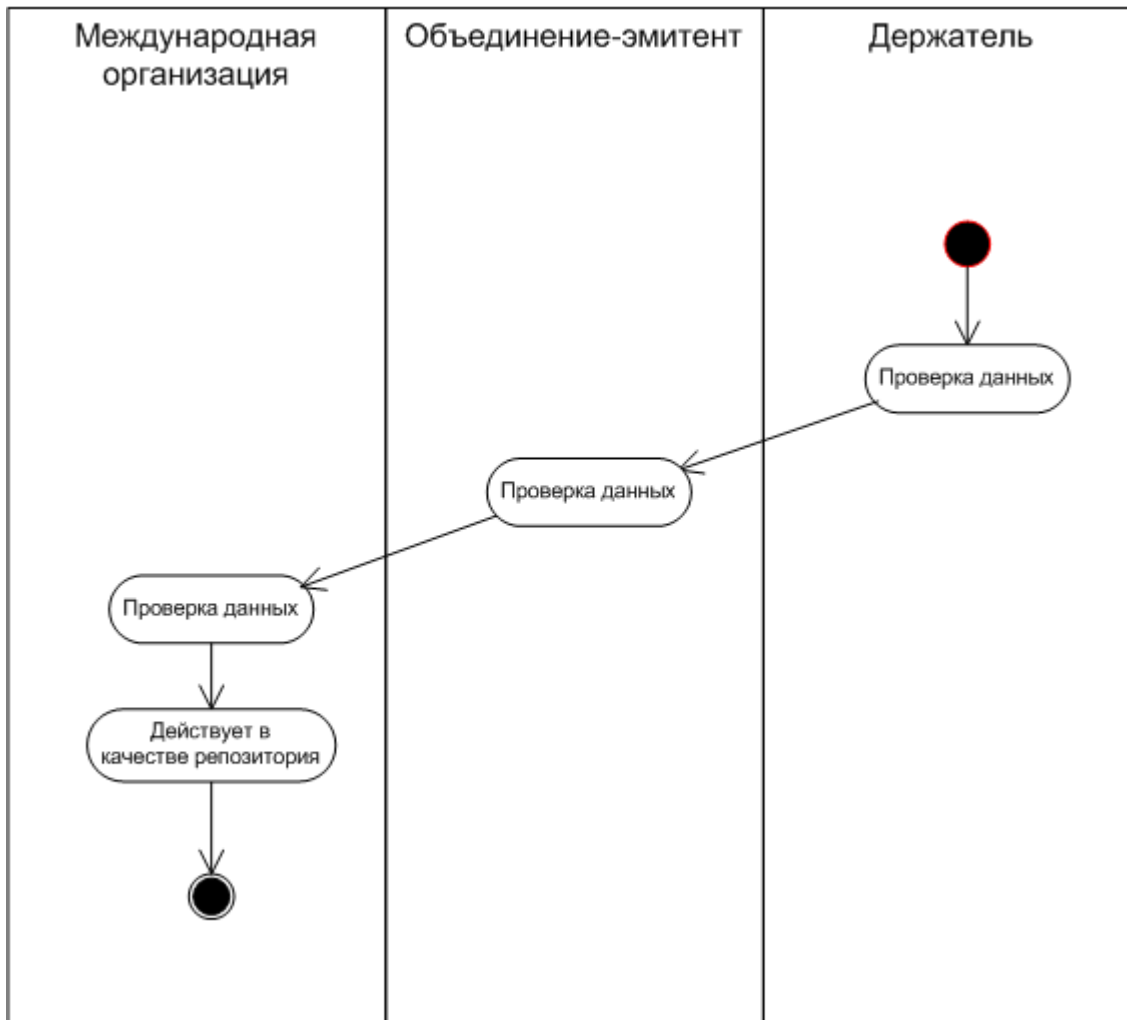 Международная
организация
Объединение-эмитент
Держатель
Проверка данных
Проверка данных
Проверка данных
Действует в
качестве репозитория